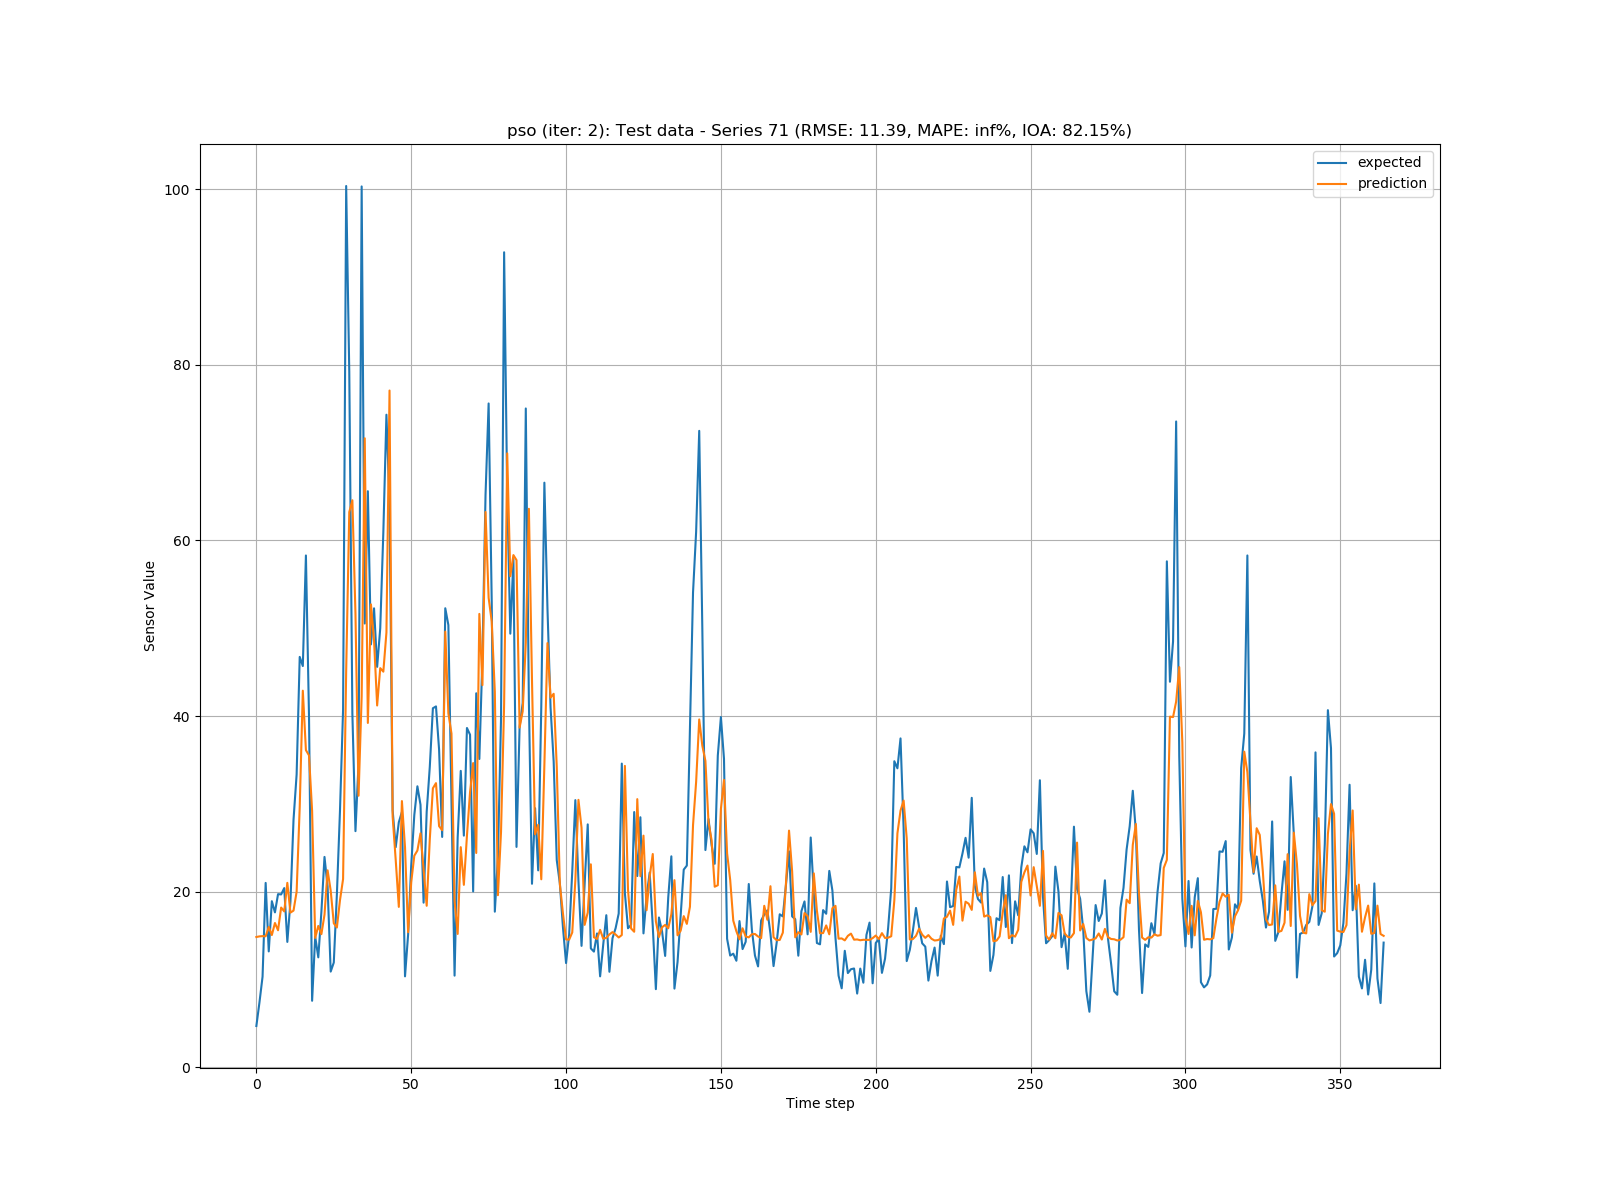 pso (iter: 2): Test data - Series 71 (RMSE: 11.39, MAPE: inf%, IOA: 82.15%)
expected
prediction
100
80
60
40
20
0
Sensor Value
0 50 100 150 200 250 300 350
Time step